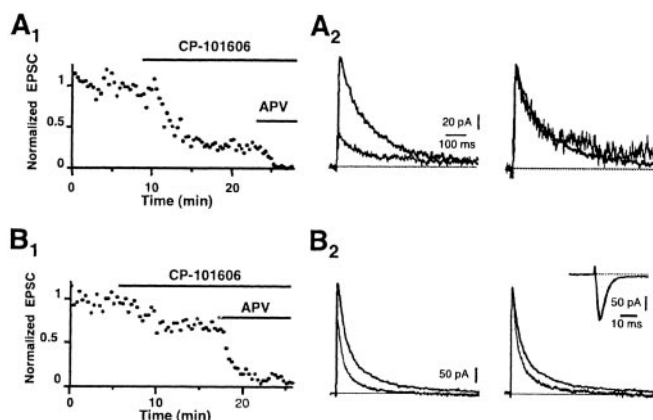 A1
CP-101606
APV
Normalized EPSC
1
0.5
0
0
10
20
Time (min)
A2
20 pA
100 ms
B1
CP-101606
APV
Normalized EPSC
1
0.5
0
0
10
20
Time (min)
B2
50 pA
50 pA
10 ms